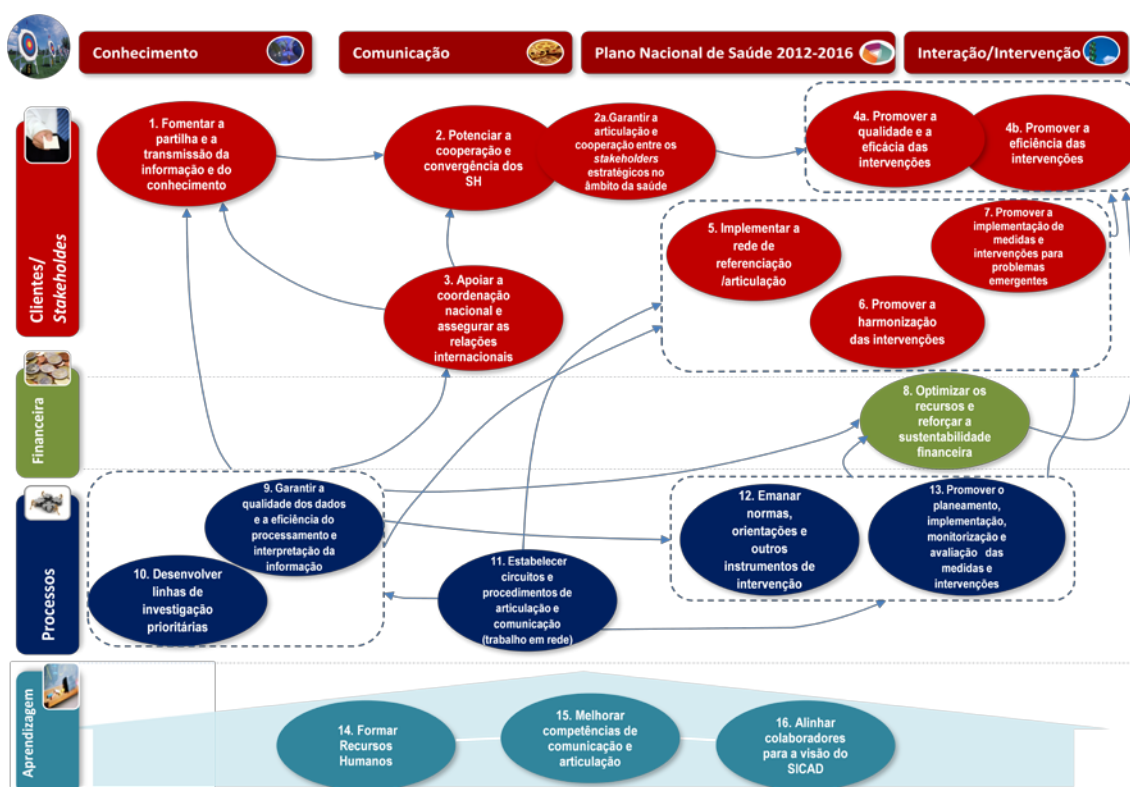 Conhecimento
Comunicação
Plano Nacional de Saúde 2012-2016
Interação/Intervenção
Clientes/
Stakeholdes
1. Fomentar a
partilha e a
transmissão da
informação e do
conhecimento
2. Potenciar a
cooperação e
convergência dos
SH
2a.Garantir a
articulação e
cooperação entre os
stakeholders
estratégicos no
âmbito da saúde
4a. Promover a
qualidade e a
eficácia das
intervenções
4b. Promover a
eficiência das
intervenções
3. Apoiar a
coordenação
nacional e
assegurar as
relações
internacionais
5. Implementar a
rede de
referenciação
/articulação
6. Promover a
harmonização
das intervenções
7. Promover a
implementação de
medidas e
intervenções para
problemas
emergentes
Financeira
8. Optimizar os
recursos e
reforçar a
sustentabilidade
financeira
Processos
9. Garantir a
qualidade dos dados
e a eficiência do
processamento e
interpretação da
informação
10. Desenvolver
linhas de
investigação
prioritárias
11. Estabelecer
circuitos e
procedimentos de
articulação e
comunicação
(trabalho em rede)
12. Emanar
normas,
orientações e
outros
instrumentos de
intervenção
13. Promover o
planeamento,
implementação,
monitorização e
avaliação das
medidas e
intervenções
Aprendizagem
14. Formar
Recursos
Humanos
15. Melhorar
competências de
comunicação e
articulação
16. Alinhar
colaboradores
para a visão do
SICAD